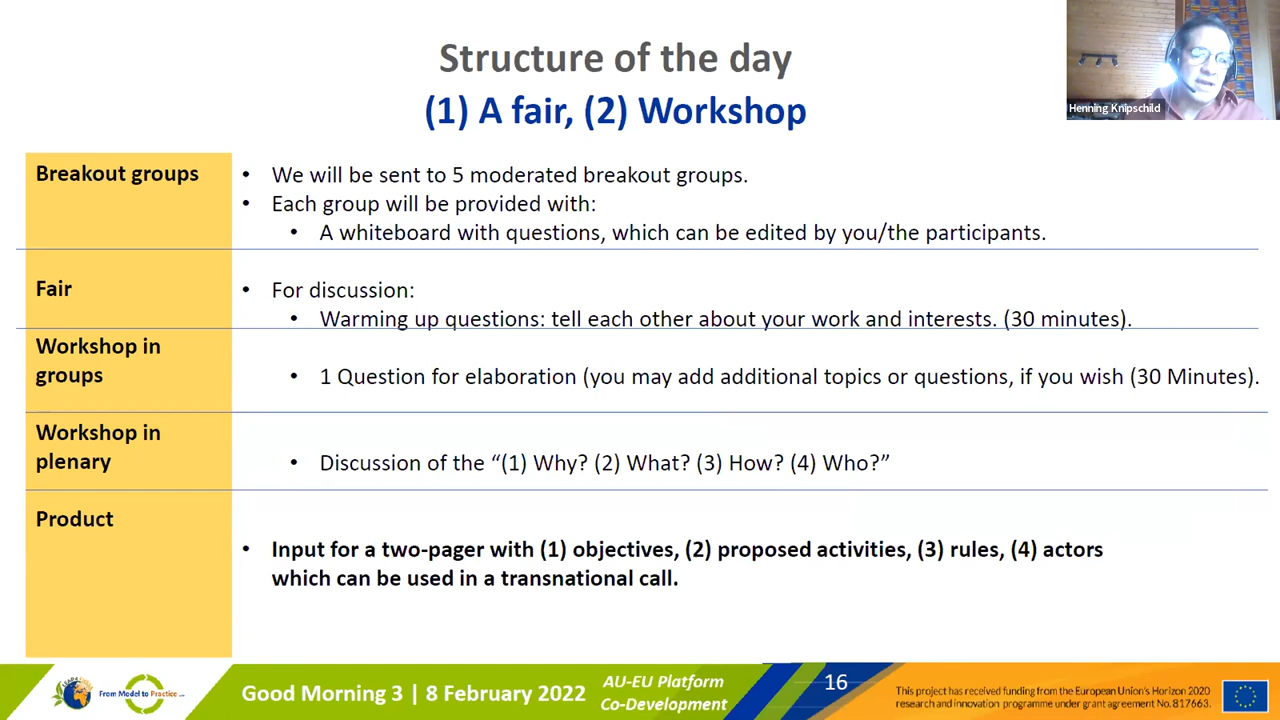 Structure of the day
(1) A fair, (2) Workshop
Henning Knipschild
Breakout groups
• We will be sent to 5 moderated breakout groups.
• Each group will be provided with:
• A whiteboard with questions, which can be edited by you/the participants.
Fair
• For discussion:
• Warming up questions: tell each other about your work and interests. (30 minutes).
Workshop in
groups
• 1 Question for elaboration (you may add additional topics or questions, if you wish (30 Minutes).
Workshop in
plenary
• Discussion of the “(1) Why? (2) What? (3) How? (4) Who?”
Product
• Input for a two-pager with (1) objectives, (2) proposed activities, (3) rules, (4) actors
which can be used in a transnational call.
From Model to Practice ...
Good Morning 3 | 8 February 2022
AU-EU Platform
Co-Development
16
This project has received funding from the European Union's Horizon 2020
research and innovation programme under grant agreement No. 817663.